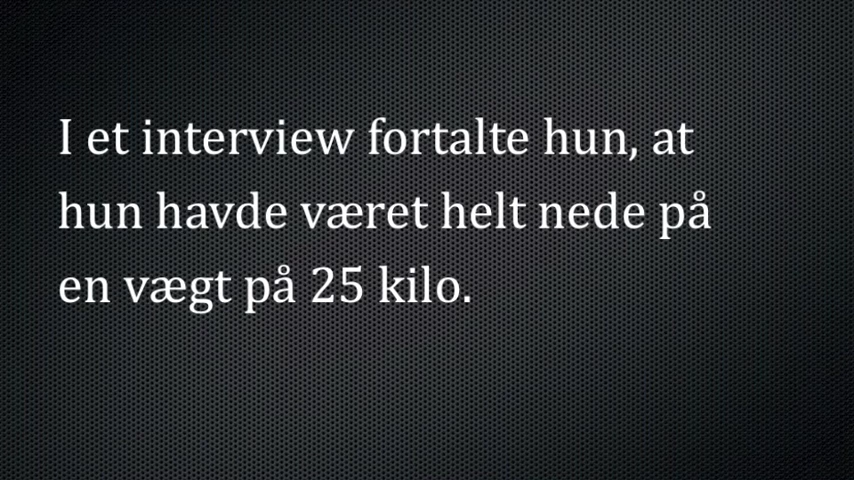 I et interview fortalte hun, at
hun havde været helt nede på
en vægt på 25 kilo.